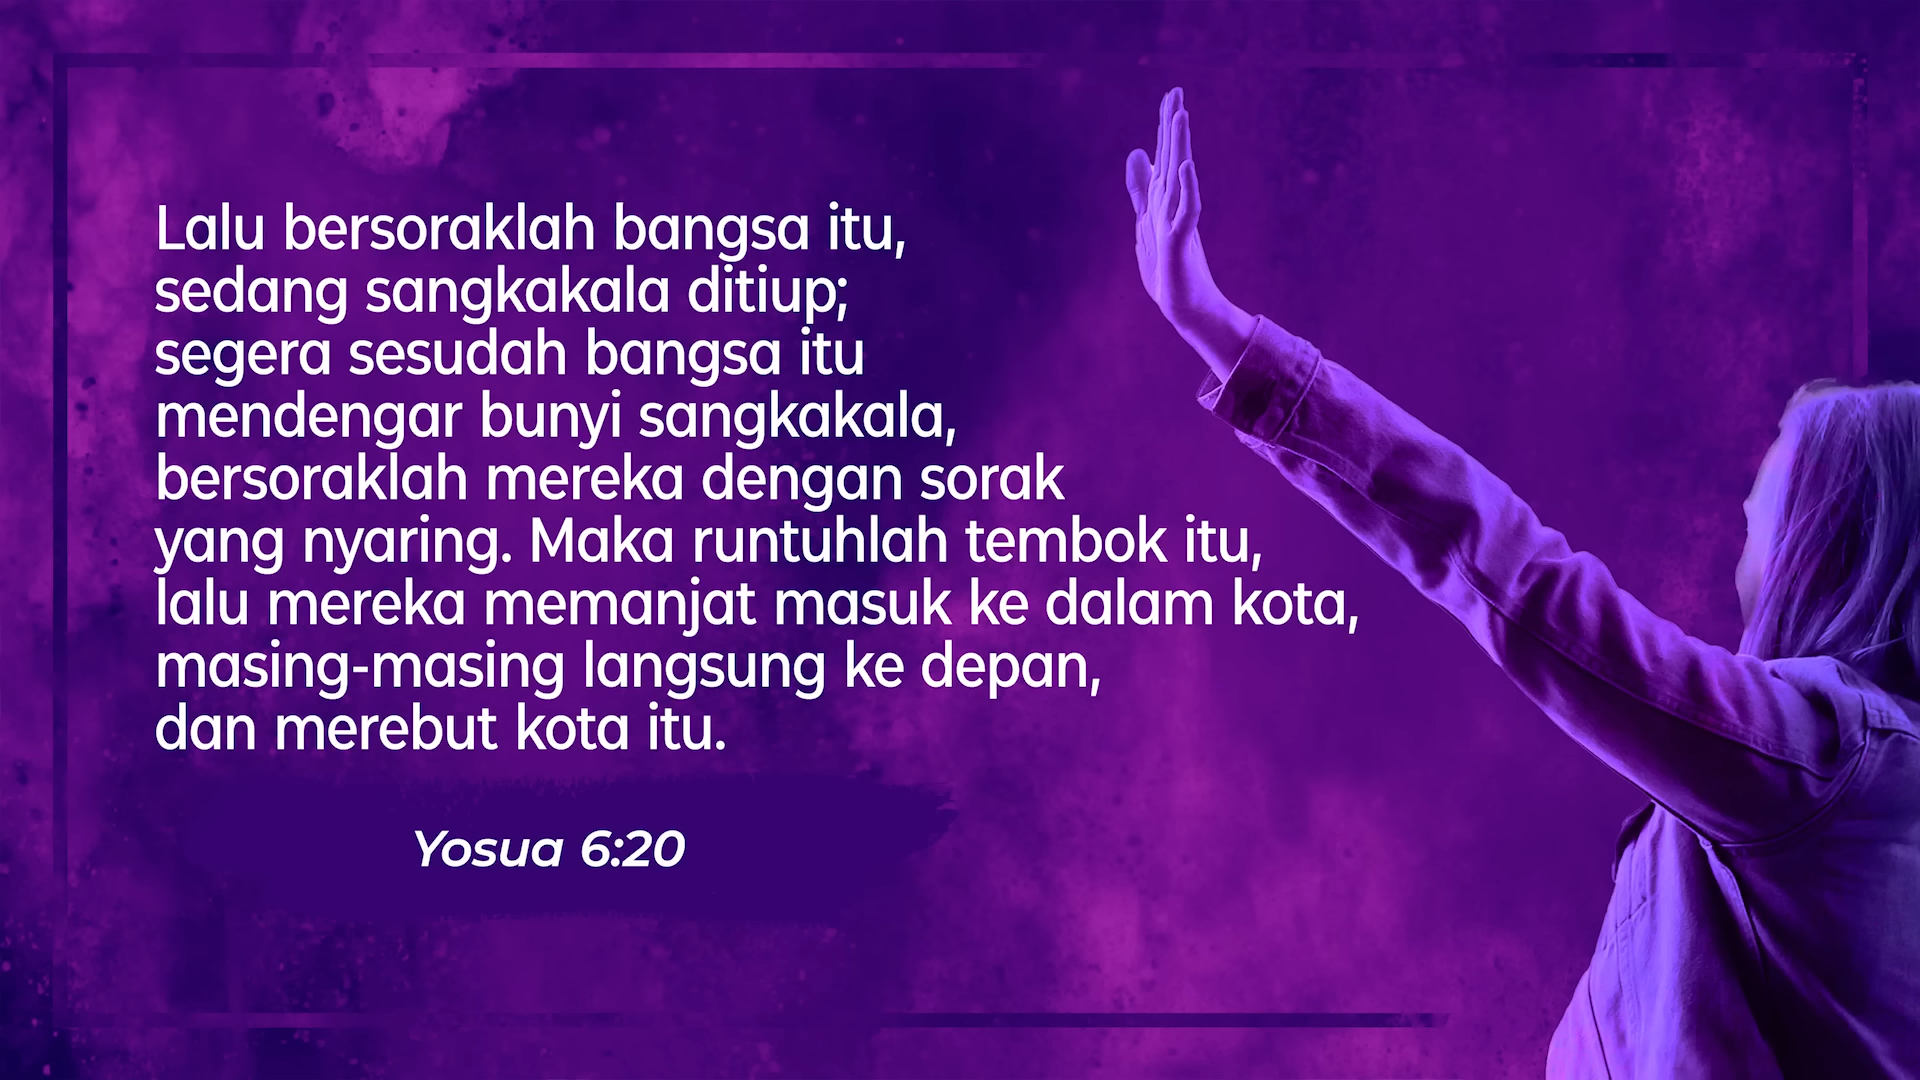 Lalu bersoraklah bangsa itu,
sedang sangkakala ditiup;
segera sesudah bangsa itu
mendengar bunyi sangkakala,
bersoraklah mereka dengan sorak
yang nyaring. Maka runtuhlah tembok itu,
lalu mereka memanjat masuk ke dalam kota,
masing-masing langsung ke depan,
dan merebut kota itu.
Yosua 6:20